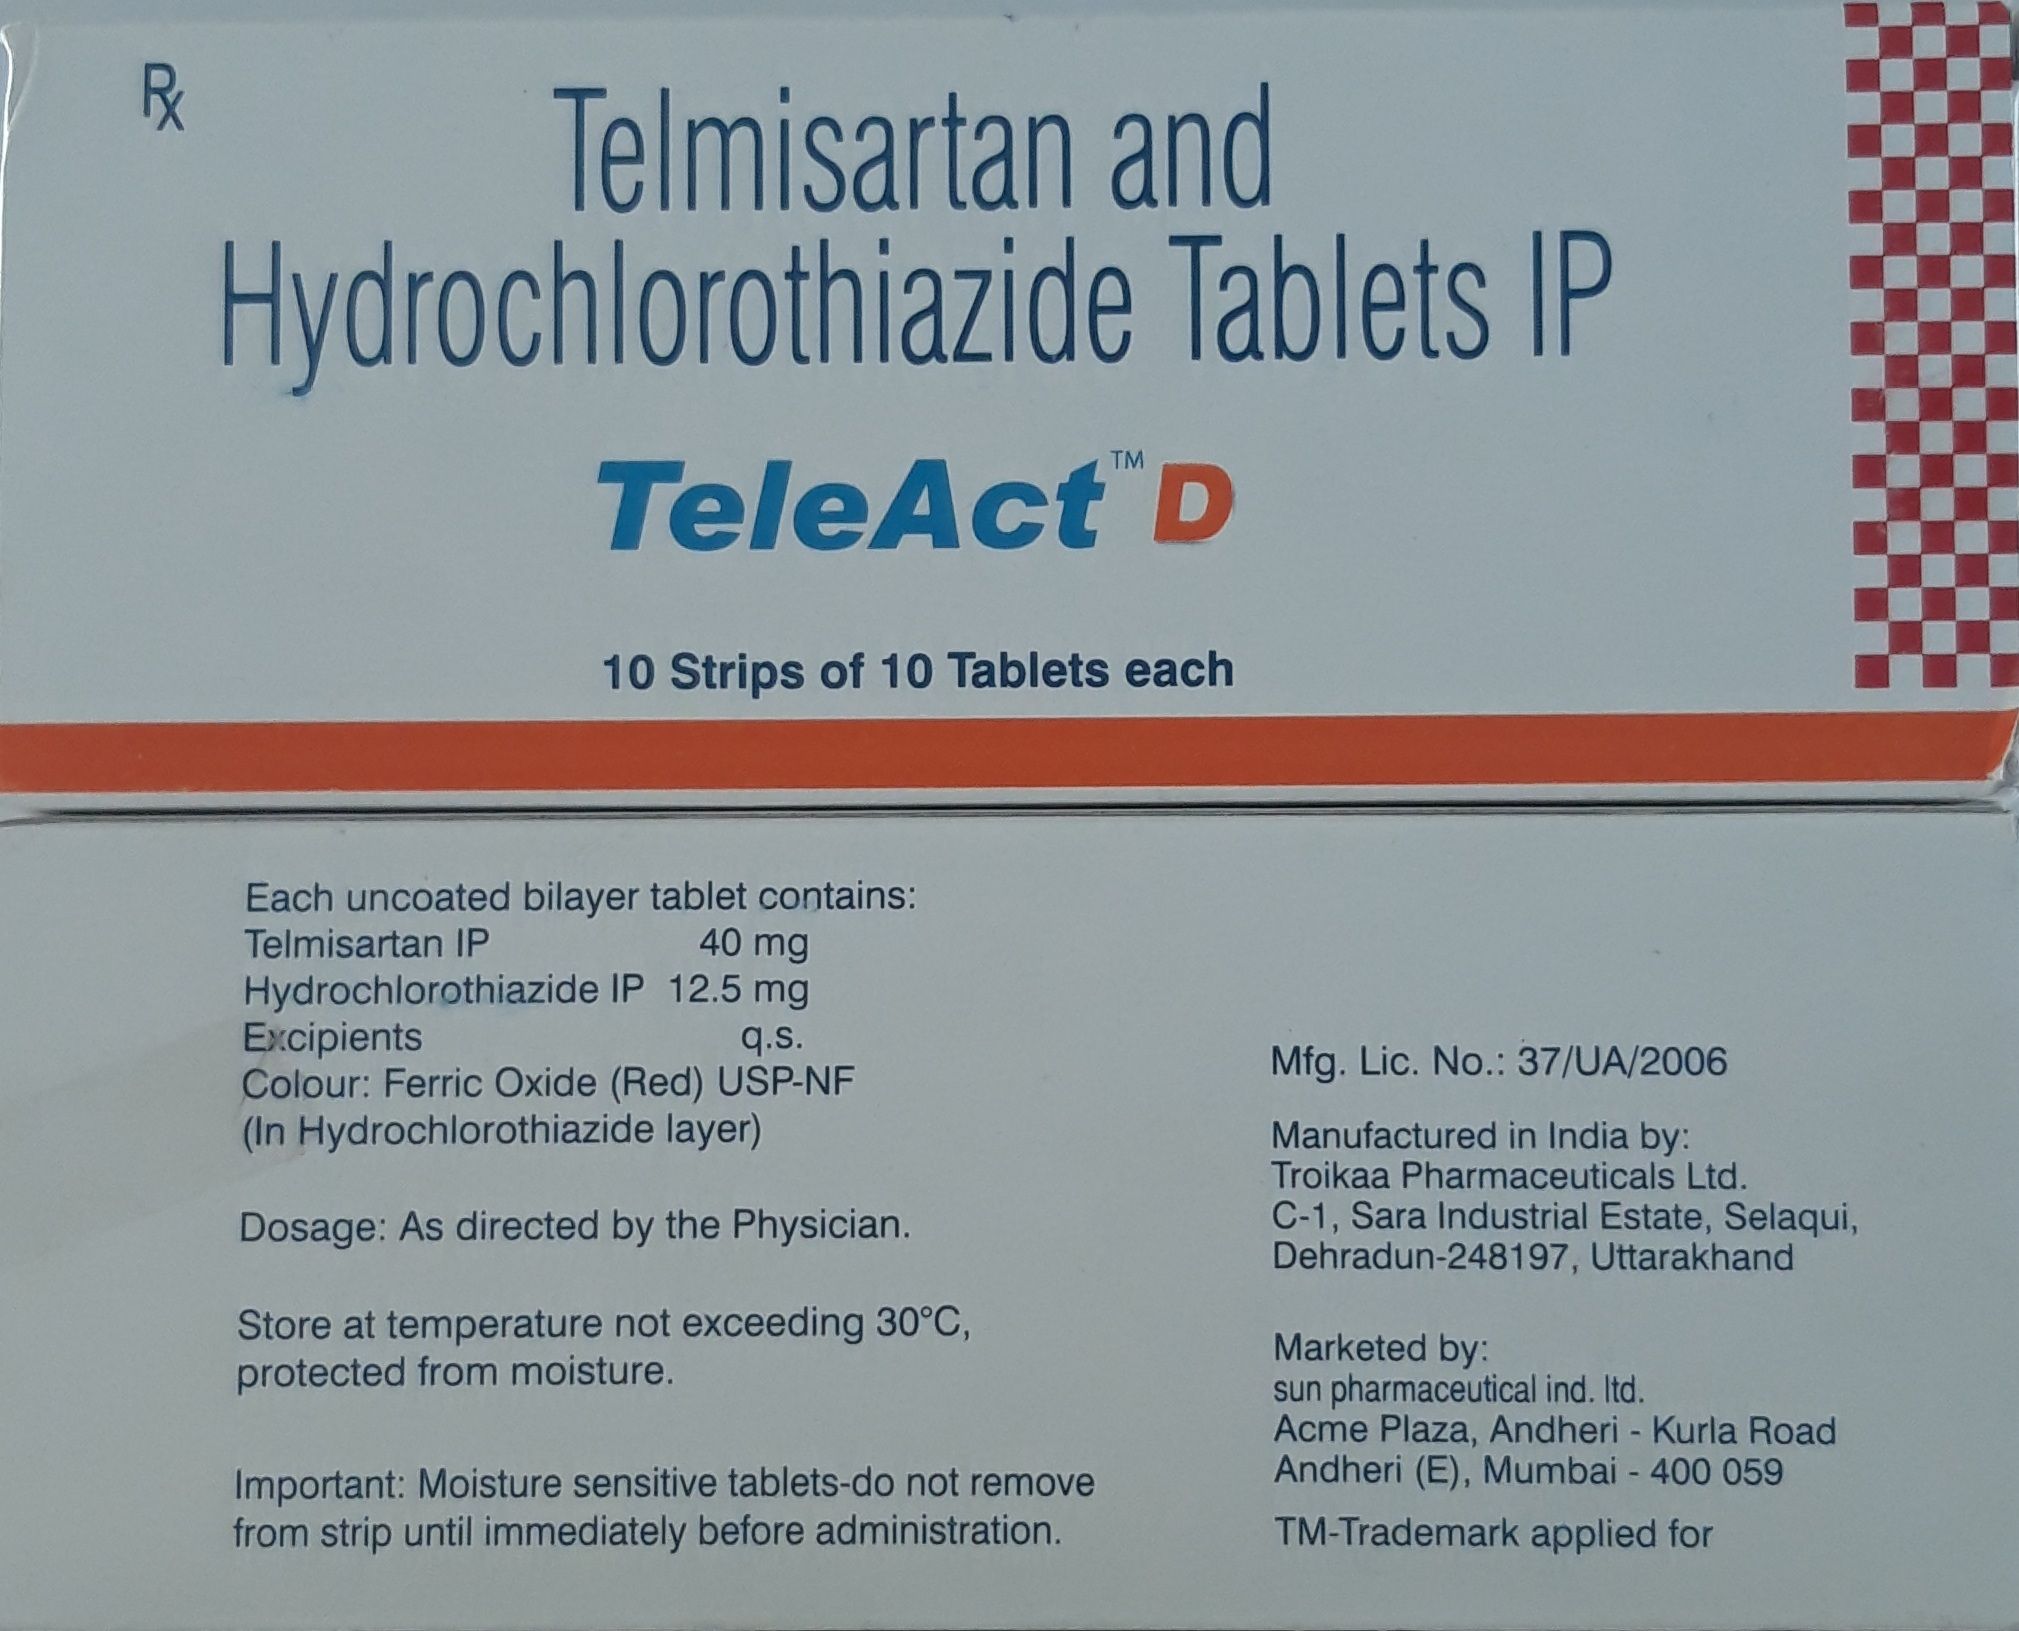 Rx
Telmisartan and
Hydrochlorothiazide Tablets IP
TeleAct™ D
10 Strips of 10 Tablets each
Each uncoated bilayer tablet contains:
Telmisartan IP 40 mg
Hydrochlorothiazide IP 12.5 mg
Excipients q.s.
Colour: Ferric Oxide (Red) USP-NF
(In Hydrochlorothiazide layer)
Dosage: As directed by the Physician.
Store at temperature not exceeding 30°C,
protected from moisture.
Important: Moisture sensitive tablets-do not remove
from strip until immediately before administration.
Mfg. Lic. No.: 37/UA/2006
Manufactured in India by:
Troikaa Pharmaceuticals Ltd.
C-1, Sara Industrial Estate, Selaqui,
Dehradun-248197, Uttarakhand
Marketed by:
sun pharmaceutical ind. ltd.
Acme Plaza, Andheri - Kurla Road
Andheri (E), Mumbai - 400 059
TM-Trademark applied for